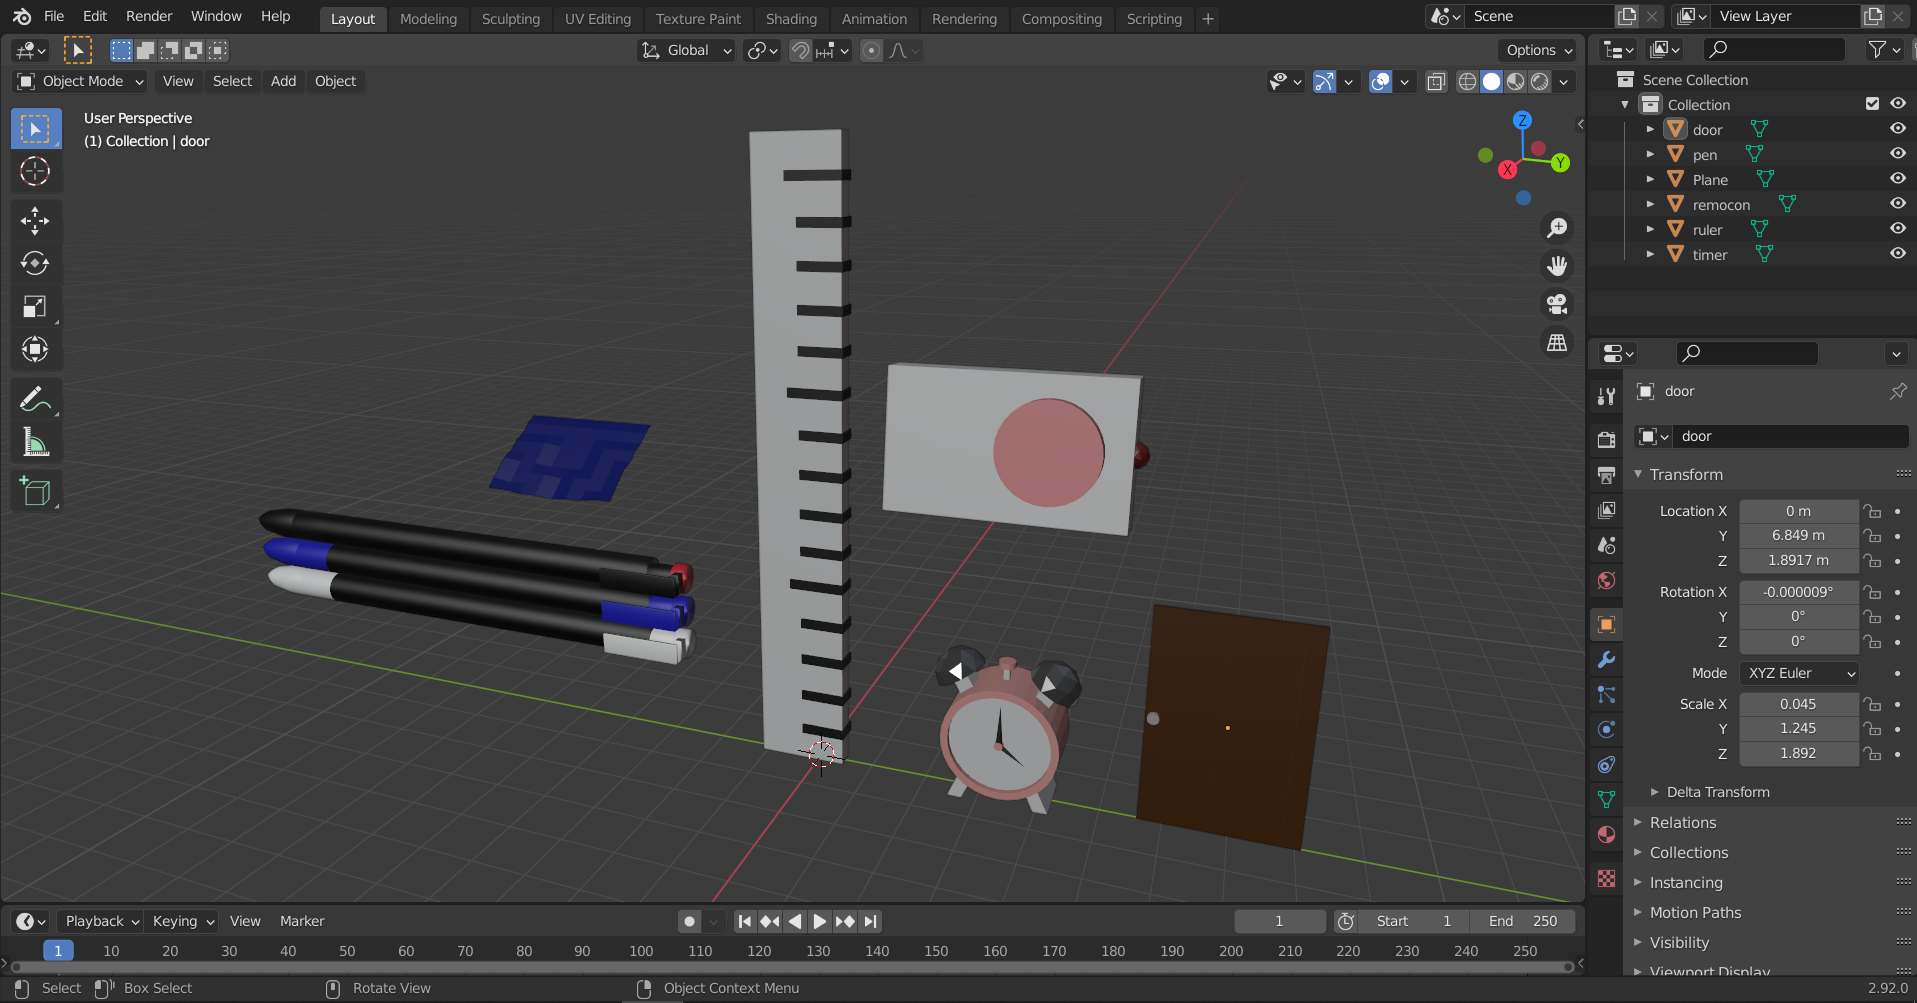 File Edit Render Window Help Layout Modeling Sculpting UV Editing Texture Paint Shading Animation Rendering Compositing Scripting + Scene View Layer
Global Options
Object Mode View Select Add Object
User Perspective
(1) Collection | door
Z
Y
X
Scene Collection
Collection
door
pen
Plane
remocon
ruler
timer
door
door
Transform
Location X 0 m
Y 6.849 m
Z 1.8917 m
Rotation X -0.000009°
Y 0°
Z 0°
Mode XYZ Euler
Scale X 0.045
Y 1.245
Z 1.892
Delta Transform
Relations
Collections
Instancing
Motion Paths
Visibility
Viewport Display
Playback Keying View Marker 1 Start 1 End 250
1 10 20 30 40 50 60 70 80 90 100 110 120 130 140 150 160 170 180 190 200 210 220 230 240 250
Select Box Select Rotate View Object Context Menu 2.92.0